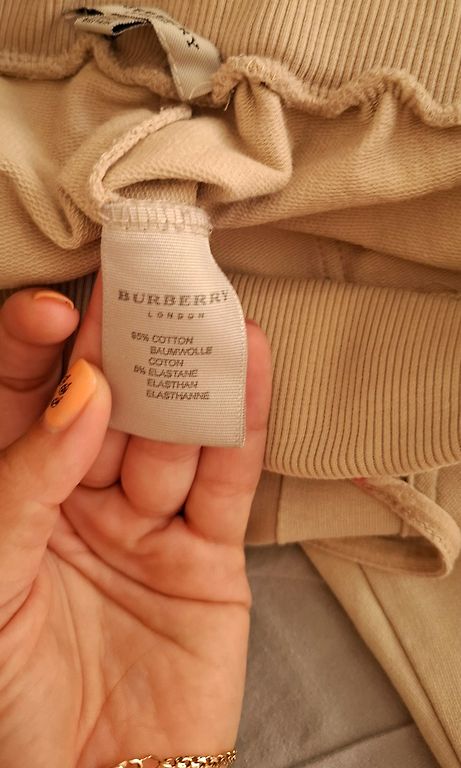 BURBERRY
LONDON
95% COTTON
BAUMWOLLE
COTON
5% ELASTANE
ELASTHAN
ELASTHANNE